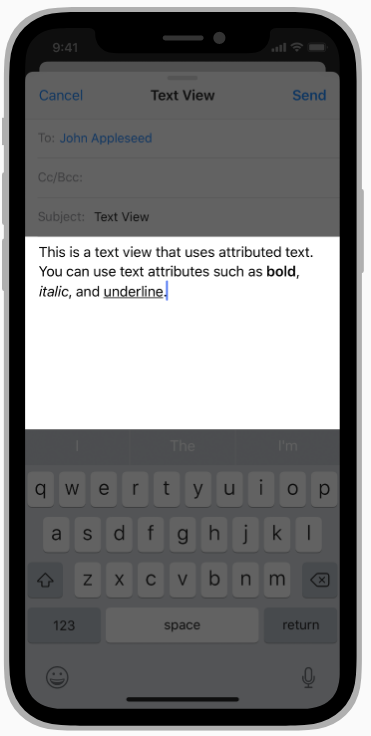 9:41
Cancel Text View Send
To: John Appleseed
Cc/Bcc:
Subject: Text View
This is a text view that uses attributed text.
You can use text attributes such as bold,
italic, and underline.
I The I'm
q w e r t y u i o p
a s d f g h j k l
z x c v b n m
123 space return